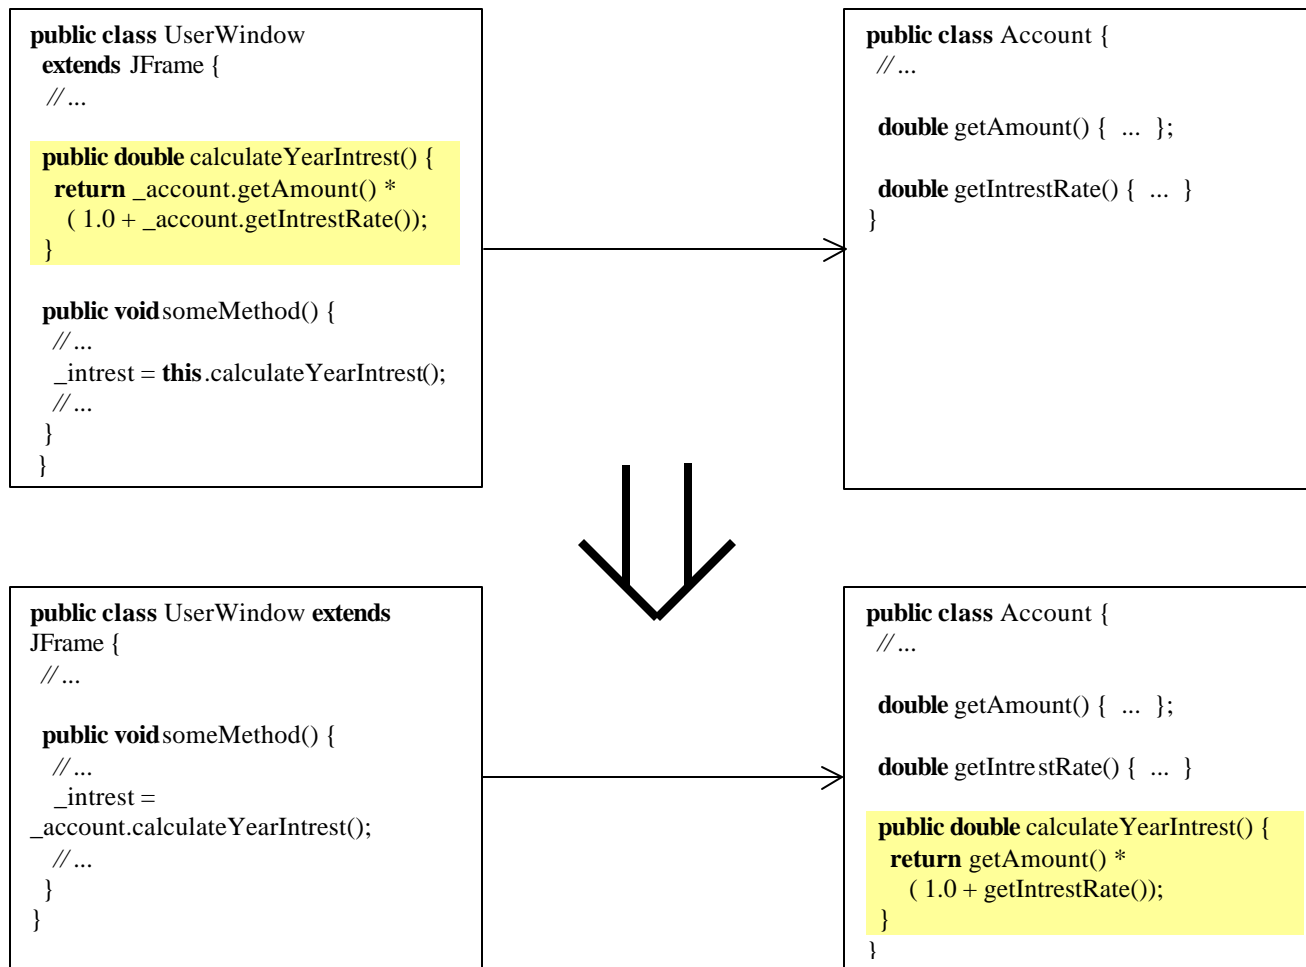 public class UserWindow
extends JFrame {
// ...
public double calculateYearIntrest() {
return _account.getAmount() *
( 1.0 + _account.getIntrestRate());
}
public void someMethod() {
// ...
_intrest = this.calculateYearIntrest();
// ...
}
}
public class Account {
// ...
double getAmount() { ... };
double getIntrestRate() { ... }
}
public class UserWindow extends
JFrame {
// ...
public void someMethod() {
// ...
_intrest =
_account.calculateYearIntrest();
// ...
}
}
public class Account {
// ...
double getAmount() { ... };
double getIntrestRate() { ... }
public double calculateYearIntrest() {
return getAmount() *
( 1.0 + getIntrestRate());
}
}